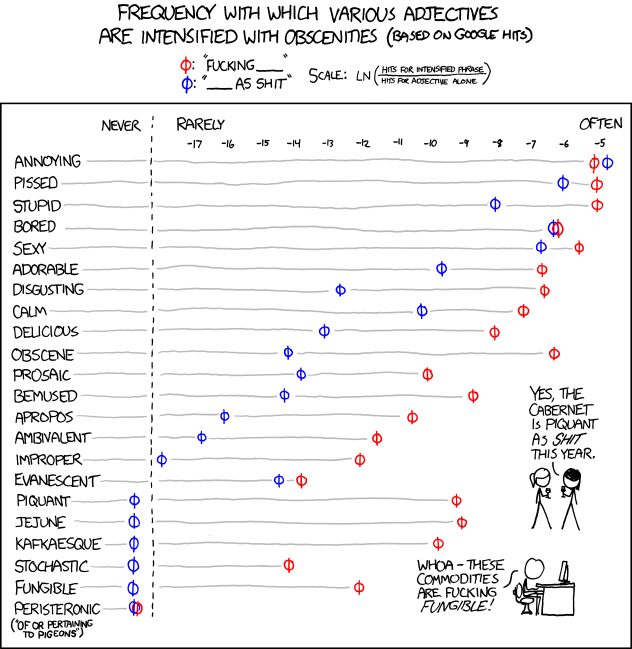 FREQUENCY WITH WHICH VARIOUS ADJECTIVES
ARE INTENSIFIED WITH OBSCENITIES (BASED ON GOOGLE HITS)
: "FUCKING ___"
: "___ AS SHIT"
SCALE: LN (HITS FOR INTENSIFIED PHRASE / HITS FOR ADJECTIVE ALONE)
NEVER RARELY OFTEN
-17 -16 -15 -14 -13 -12 -11 -10 -9 -8 -7 -6 -5
ANNOYING
PISSED
STUPID
BORED
SEXY
ADORABLE
DISGUSTING
CALM
DELICIOUS
OBSCENE
PROSAIC
BEMUSED
APROPOS
AMBIVALENT
IMPROPER
EVANESCENT
PIQUANT
JEJUNE
KAFKAESQUE
STOCHASTIC
FUNGIBLE
PERISTERONIC
("OF OR PERTAINING
TO PIGEONS")
YES, THE
CABERNET
IS PIQUANT
AS SHIT
THIS YEAR.
WHOA - THESE
COMMODITIES
ARE FUCKING
FUNGIBLE!